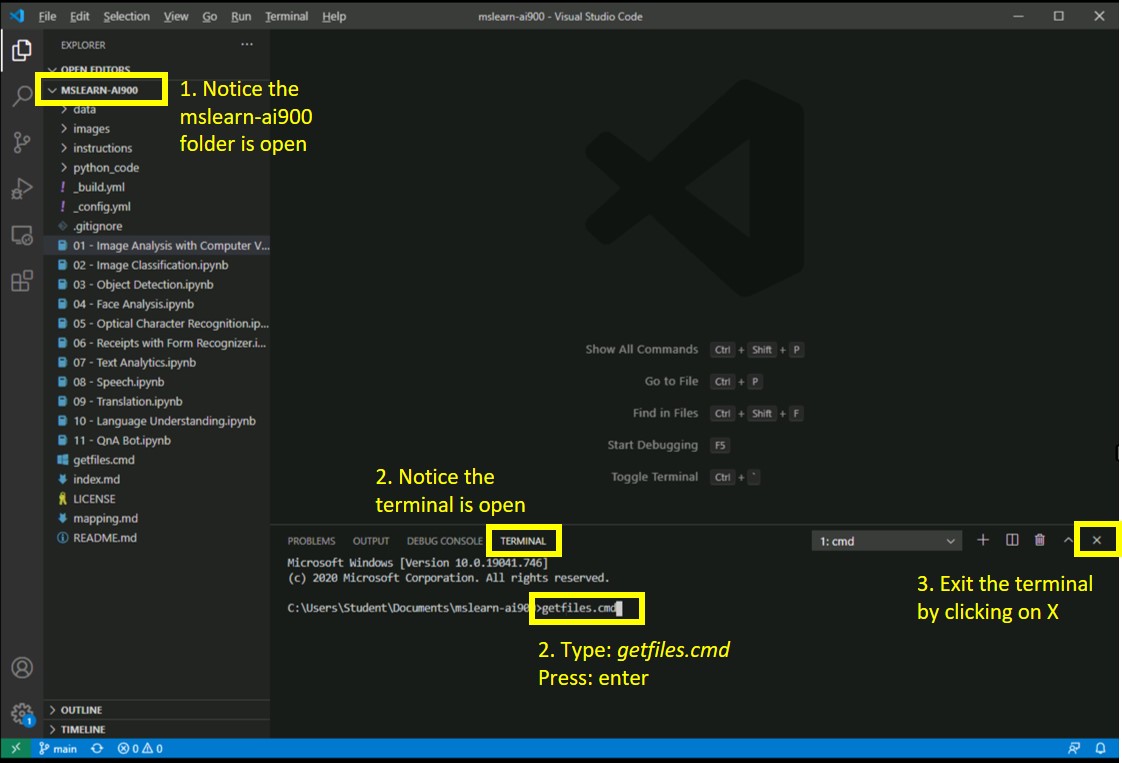 File Edit Selection View Go Run Terminal Help
mslearn-ai900 - Visual Studio Code
EXPLORER
OPEN EDITORS
MSLEARN-AI900
data
images
instructions
python_code
_build.yml
_config.yml
.gitignore
01 - Image Analysis with Computer V...
02 - Image Classification.ipynb
03 - Object Detection.ipynb
04 - Face Analysis.ipynb
05 - Optical Character Recognition.ip...
06 - Receipts with Form Recognizer.i...
07 - Text Analytics.ipynb
08 - Speech.ipynb
09 - Translation.ipynb
10 - Language Understanding.ipynb
11 - QnA Bot.ipynb
getfiles.cmd
index.md
LICENSE
mapping.md
README.md
OUTLINE
TIMELINE
1. Notice the
mslearn-ai900
folder is open
Show All Commands Ctrl + Shift + P
Go to File Ctrl + P
Find in Files Ctrl + Shift + F
Start Debugging F5
Toggle Terminal Ctrl + `
2. Notice the
terminal is open
PROBLEMS OUTPUT DEBUG CONSOLE TERMINAL
1: cmd
Microsoft Windows [Version 10.0.19041.746]
(c) 2020 Microsoft Corporation. All rights reserved.
C:\Users\Student\Documents\mslearn-ai900>getfiles.cmd
2. Type: getfiles.cmd
Press: enter
3. Exit the terminal
by clicking on X
1
main 0 0